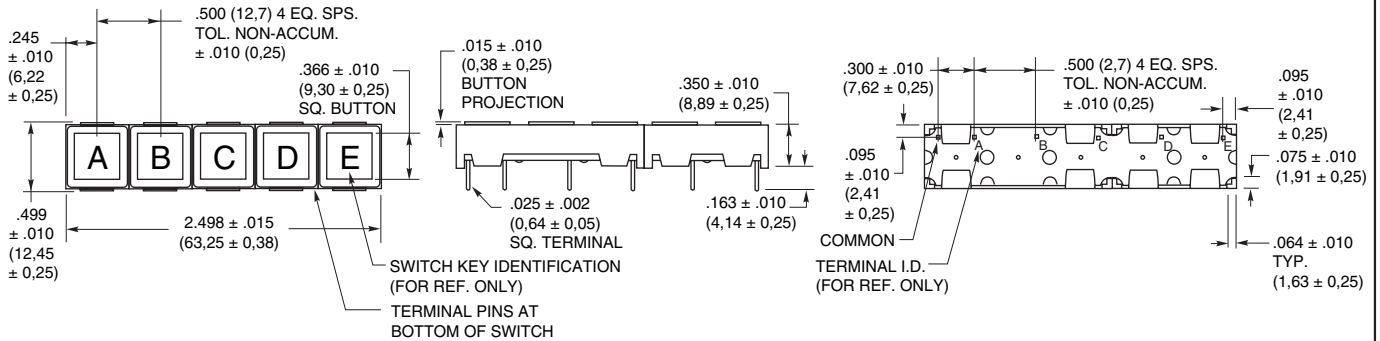 .500 (12,7) 4 EQ. SPS.
TOL. NON-ACCUM.
± .010 (0,25)
.245
± .010
(6,22
± 0,25)
.366 ± .010
(9,30 ± 0,25)
SQ. BUTTON
A B C D E
.499
± .010
(12,45
± 0,25)
2.498 ± .015
(63,25 ± 0,38)
SWITCH KEY IDENTIFICATION
(FOR REF. ONLY)
TERMINAL PINS AT
BOTTOM OF SWITCH
.015 ± .010
(0,38 ± 0,25)
BUTTON
PROJECTION
.350 ± .010
(8,89 ± 0,25)
.025 ± .002
(0,64 ± 0,05)
SQ. TERMINAL
.163 ± .010
(4,14 ± 0,25)
.300 ± .010
(7,62 ± 0,25)
.500 (2,7) 4 EQ. SPS.
TOL. NON-ACCUM.
± .010 (0,25)
.095
± .010
(2,41
± 0,25)
A B C D E
.095
± .010
(2,41
± 0,25)
.075 ± .010
(1,91 ± 0,25)
COMMON
TERMINAL I.D.
(FOR REF. ONLY)
.064 ± .010
TYP.
(1,63 ± 0,25)